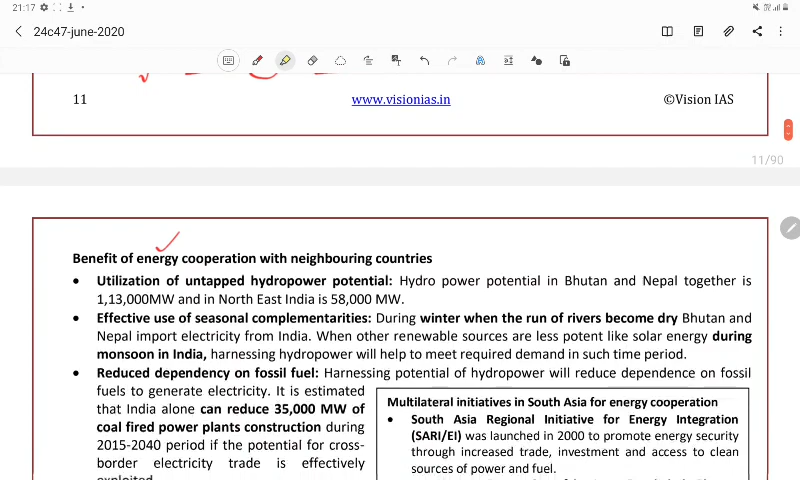 21:17
24c47-june-2020
11
www.visionias.in
©Vision IAS
11/90
Benefit of energy cooperation with neighbouring countries
• Utilization of untapped hydropower potential: Hydro power potential in Bhutan and Nepal together is
1,13,000MW and in North East India is 58,000 MW.
• Effective use of seasonal complementarities: During winter when the run of rivers become dry Bhutan and
Nepal import electricity from India. When other renewable sources are less potent like solar energy during
monsoon in India, harnessing hydropower will help to meet required demand in such time period.
• Reduced dependency on fossil fuel: Harnessing potential of hydropower will reduce dependence on fossil
fuels to generate electricity. It is estimated
that India alone can reduce 35,000 MW of
coal fired power plants construction during
2015-2040 period if the potential for cross-
border electricity trade is effectively
exploited
Multilateral initiatives in South Asia for energy cooperation
• South Asia Regional Initiative for Energy Integration
(SARI/EI) was launched in 2000 to promote energy security
through increased trade, investment and access to clean
sources of power and fuel.